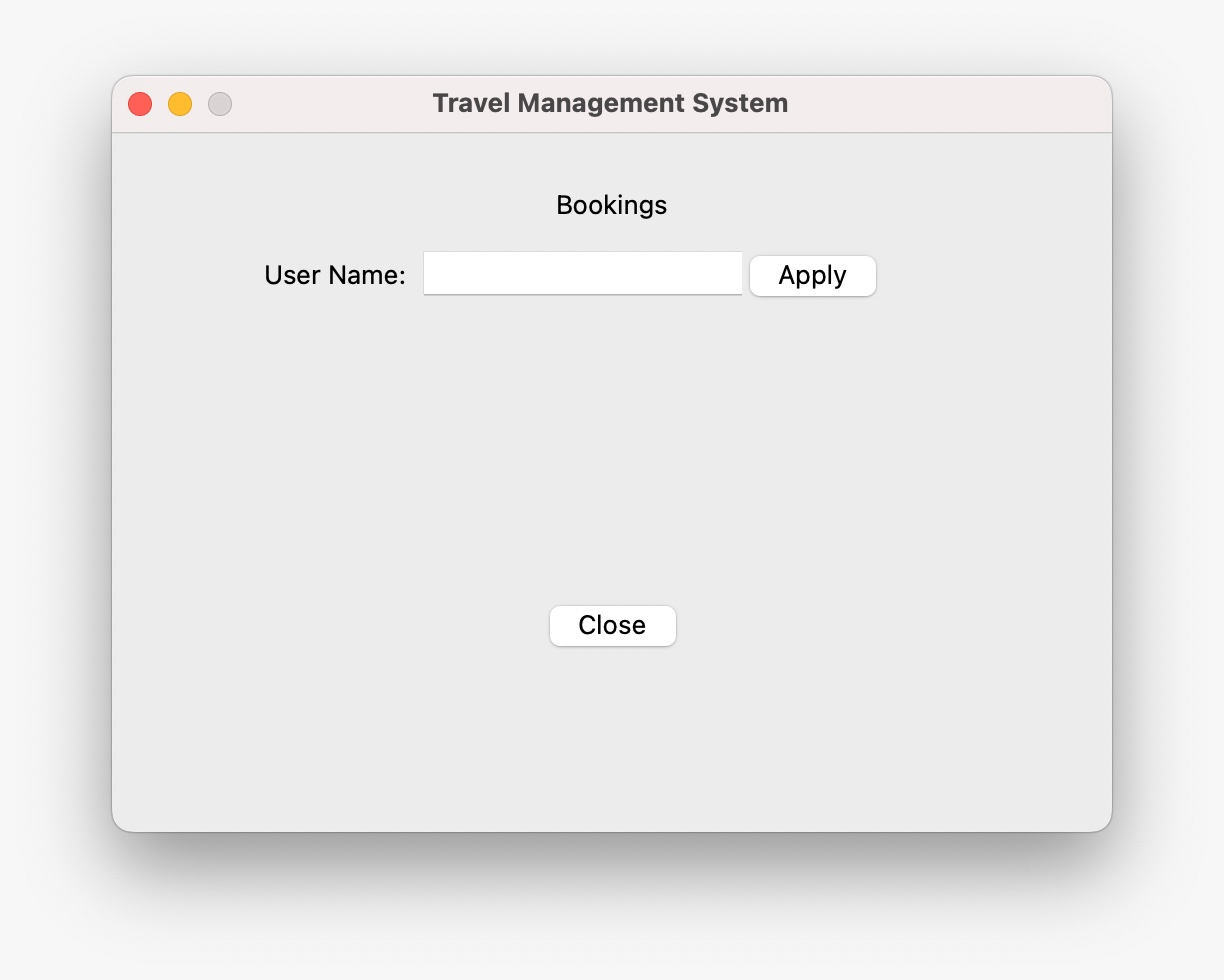 Travel Management System
Bookings
User Name: Apply
Close